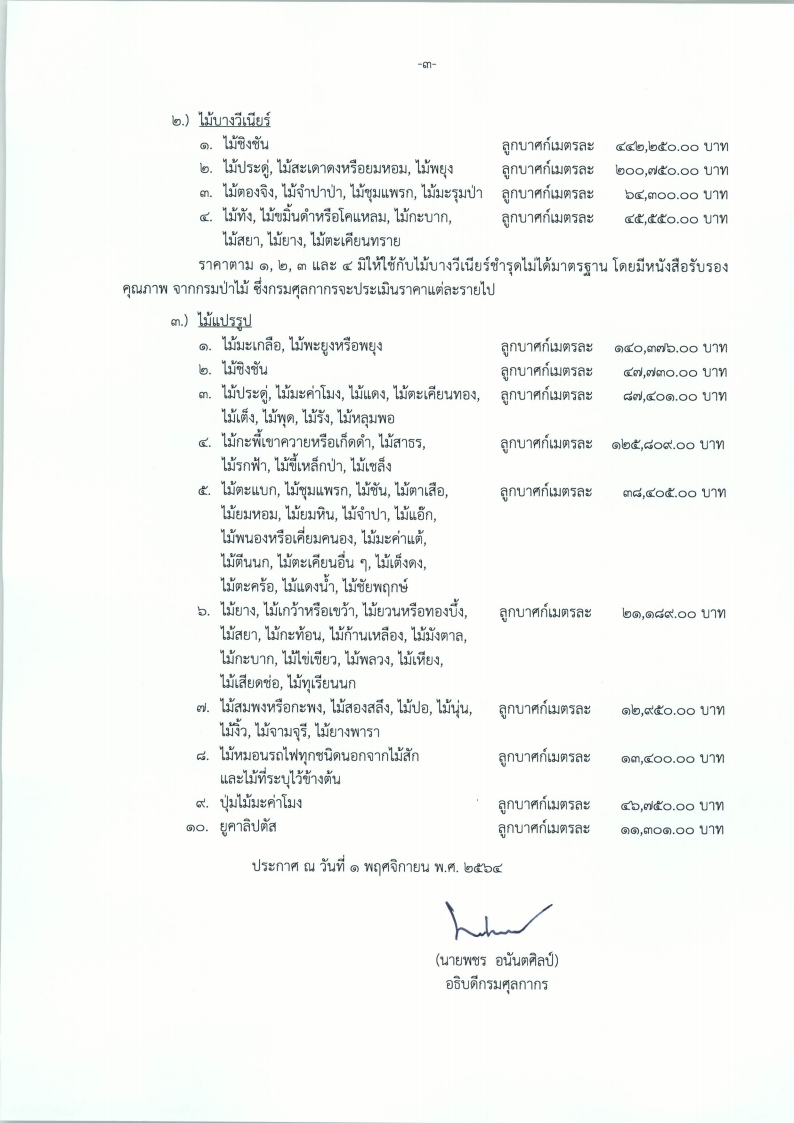 -๓-
๒.) ไม้บางวีเนียร์
๑. ไม้ชิงชัน ลูกบาศก์เมตรละ ๔๔๒,๒๕๐.๐๐ บาท
๒. ไม้ประดู่, ไม้สะเดาดงหรือยมหอม, ไม้พยุง ลูกบาศก์เมตรละ ๒๐๐,๗๕๐.๐๐ บาท
๓. ไม้ตองจิง, ไม้จำปาป่า, ไม้ชุมแพรก, ไม้มะรุมป่า ลูกบาศก์เมตรละ ๖๔,๓๐๐.๐๐ บาท
๔. ไม้ทัง, ไม้ขมิ้นดำหรือโคแหลม, ไม้กะบาก, ลูกบาศก์เมตรละ ๔๕,๕๕๐.๐๐ บาท
ไม้สยา, ไม้ยาง, ไม้ตะเคียนทราย
ราคาตาม ๑, ๒, ๓ และ ๔ มิให้ใช้กับไม้บางวีเนียร์ชำรุดไม่ได้มาตรฐาน โดยมีหนังสือรับรอง
คุณภาพ จากกรมป่าไม้ ซึ่งกรมศุลกากรจะประเมินราคาแต่ละรายไป
๓.) ไม้แปรรูป
๑. ไม้มะเกลือ, ไม้พะยูงหรือพยุง ลูกบาศก์เมตรละ ๑๔๐,๓๗๖.๐๐ บาท
๒. ไม้ชิงชัน ลูกบาศก์เมตรละ ๔๗,๗๓๐.๐๐ บาท
๓. ไม้ประดู่, ไม้มะค่าโมง, ไม้แดง, ไม้ตะเคียนทอง, ลูกบาศก์เมตรละ ๘๗,๔๐๑.๐๐ บาท
ไม้เต็ง, ไม้พุด, ไม้รัง, ไม้หลุมพอ
๔. ไม้กะพี้เขาควายหรือเก็ดดำ, ไม้สาธร, ลูกบาศก์เมตรละ ๑๒๕,๘๐๙.๐๐ บาท
ไม้รกฟ้า, ไม้ขี้เหล็กป่า, ไม้เชล็ง
๕. ไม้ตะแบก, ไม้ชุมแพรก, ไม้ชัน, ไม้ตาเสือ, ลูกบาศก์เมตรละ ๓๘,๔๐๕.๐๐ บาท
ไม้ยมหอม, ไม้ยมหิน, ไม้จำปา, ไม้แอ๊ก,
ไม้พนองหรือเคี่ยมคนอง, ไม้มะค่าแต้,
ไม้ตีนนก, ไม้ตะเคียนอื่น ๆ, ไม้เต็งดง,
ไม้ตะคร้อ, ไม้แดงน้ำ, ไม้ชัยพฤกษ์
๖. ไม้ยาง, ไม้เกว้าหรือเขว้า, ไม้ยวนหรือทองบึ้ง, ลูกบาศก์เมตรละ ๒๑,๑๘๙.๐๐ บาท
ไม้สยา, ไม้กะท้อน, ไม้ก้านเหลือง, ไม้มังตาล,
ไม้กะบาก, ไม้ไข่เขียว, ไม้พลวง, ไม้เหียง,
ไม้เสียดช่อ, ไม้ทุเรียนนก
๗. ไม้สมพงหรือกะพง, ไม้สองสลึง, ไม้ปอ, ไม้นุ่น, ลูกบาศก์เมตรละ ๑๒,๙๕๐.๐๐ บาท
ไม้งิ้ว, ไม้จามจุรี, ไม้ยางพารา
๘. ไม้หมอนรถไฟทุกชนิดนอกจากไม้สัก ลูกบาศก์เมตรละ ๑๓,๔๐๐.๐๐ บาท
และไม้ที่ระบุไว้ข้างต้น
๙. ปุ่มไม้มะค่าโมง ลูกบาศก์เมตรละ ๔๖,๗๕๐.๐๐ บาท
๑๐. ยูคาลิปตัส ลูกบาศก์เมตรละ ๑๑,๓๐๑.๐๐ บาท
ประกาศ ณ วันที่ ๑ พฤศจิกายน พ.ศ. ๒๕๖๔
(นายพชร อนันตศิลป์)
อธิบดีกรมศุลกากร